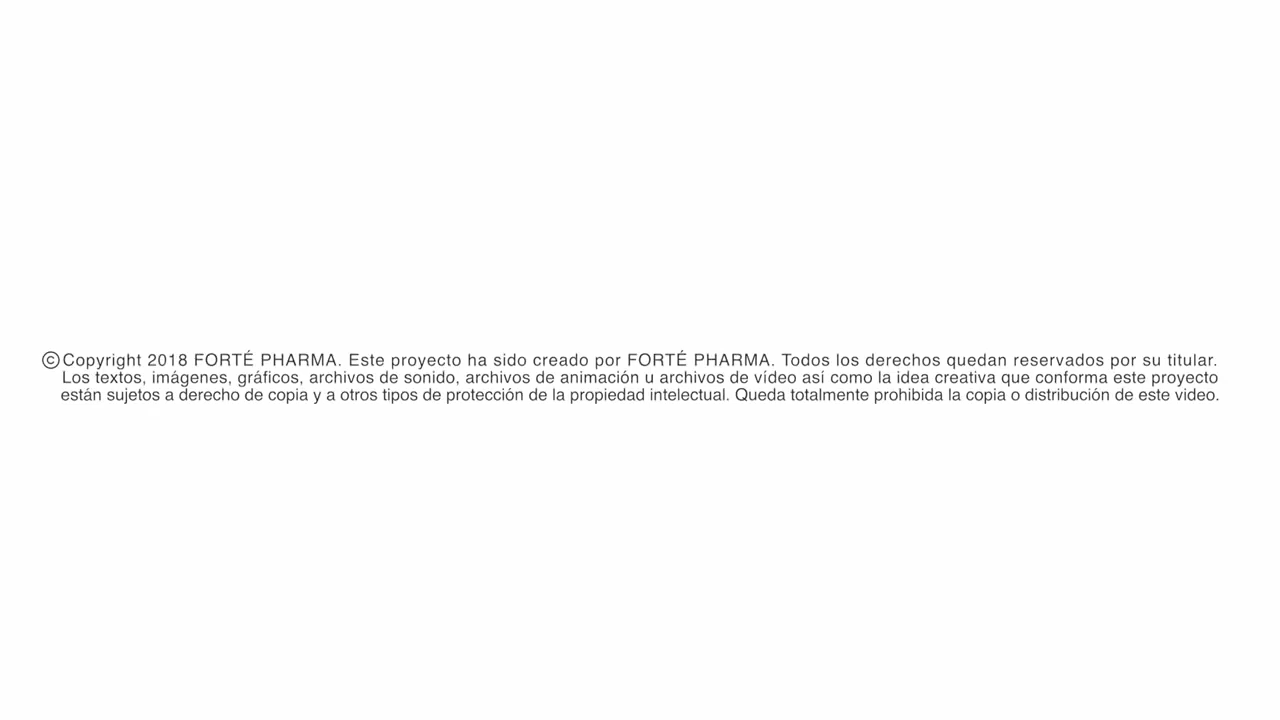 ©Copyright 2018 FORTÉ PHARMA. Este proyecto ha sido creado por FORTÉ PHARMA. Todos los derechos quedan reservados por su titular.
Los textos, imágenes, gráficos, archivos de sonido, archivos de animación u archivos de vídeo así como la idea creativa que conforma este proyecto
están sujetos a derecho de copia y a otros tipos de protección de la propiedad intelectual. Queda totalmente prohibida la copia o distribución de este video.